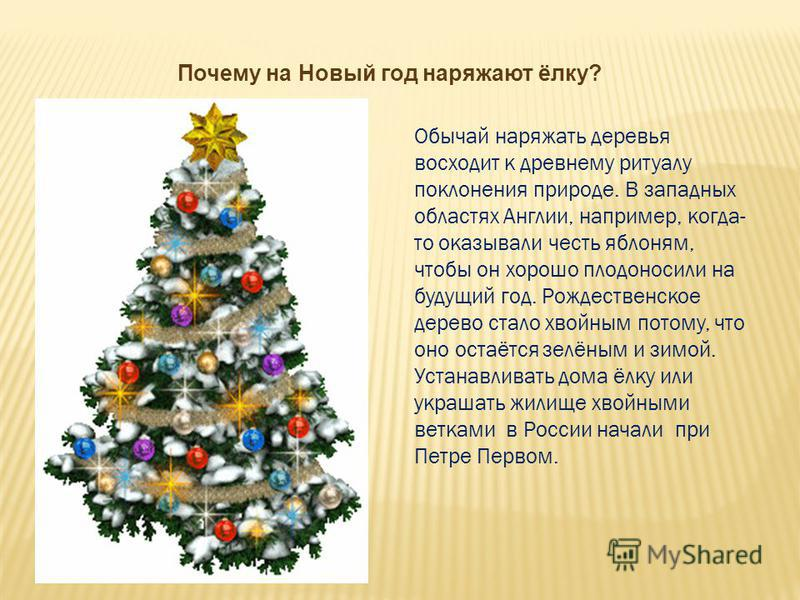 Почему на Новый год наряжают ёлку?
Обычай наряжать деревья
восходит к древнему ритуалу
поклонения природе. В западных
областях Англии, например, когда-
то оказывали честь яблоням,
чтобы он хорошо плодоносили на
будущий год. Рождественское
дерево стало хвойным потому, что
оно остаётся зелёным и зимой.
Устанавливать дома ёлку или
украшать жилище хвойными
ветками в России начали при
Петре Первом.
MyShared